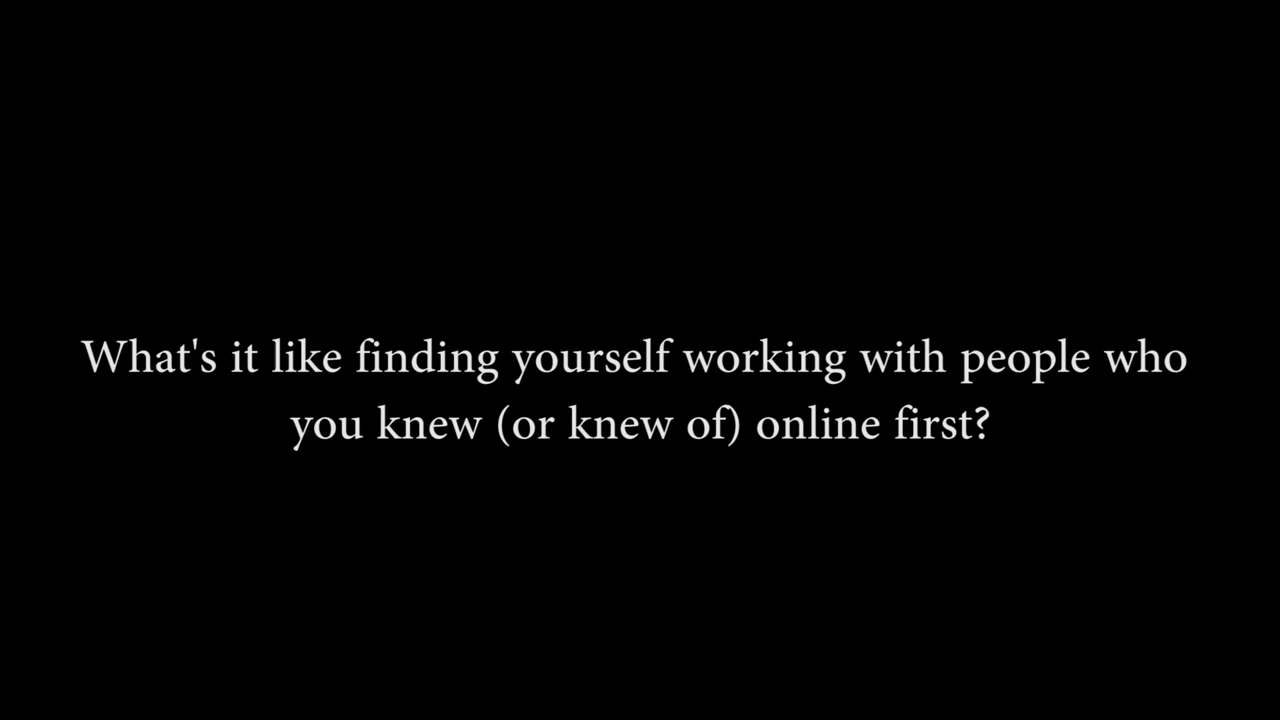 What's it like finding yourself working with people who
you knew (or knew of) online first?